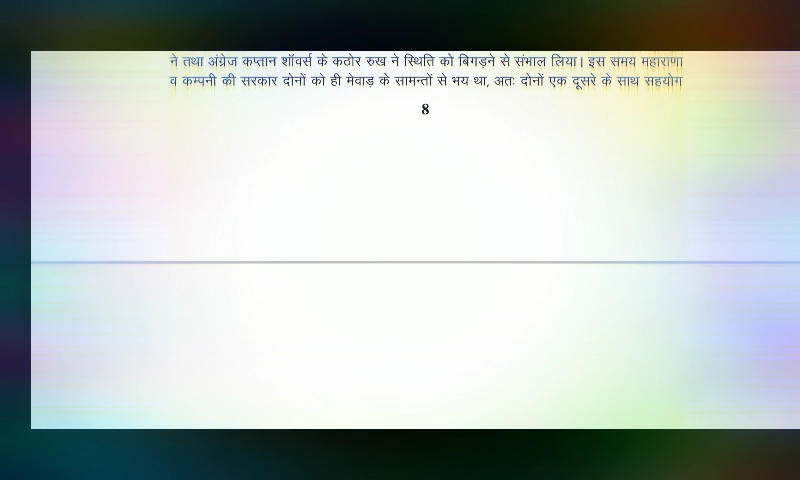 ने तथा अंग्रेज कप्तान शॉवर्स के कठोर रुख ने स्थिति को बिगड़ने से संभाल लिया। इस समय महाराणा
व कम्पनी की सरकार दोनों को ही मेवाड़ के सामन्तों से भय था, अतः दोनों एक दूसरे के साथ सहयोग
8